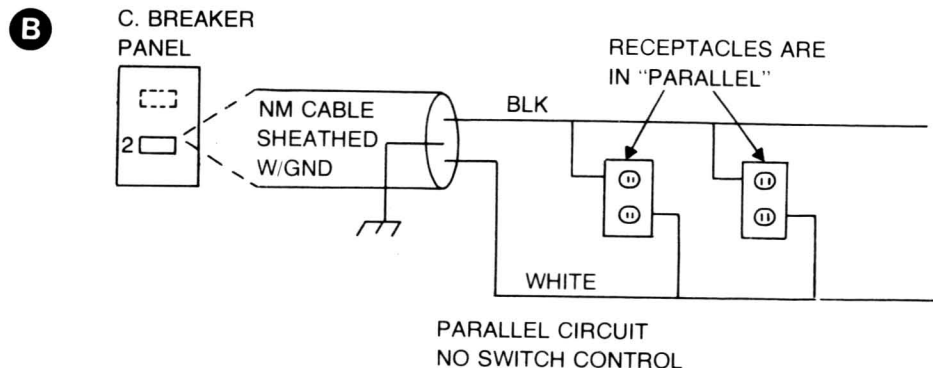 B
C. BREAKER
PANEL
2
NM CABLE
SHEATHED
W/GND
BLK
RECEPTACLES ARE
IN "PARALLEL"
WHITE
PARALLEL CIRCUIT
NO SWITCH CONTROL